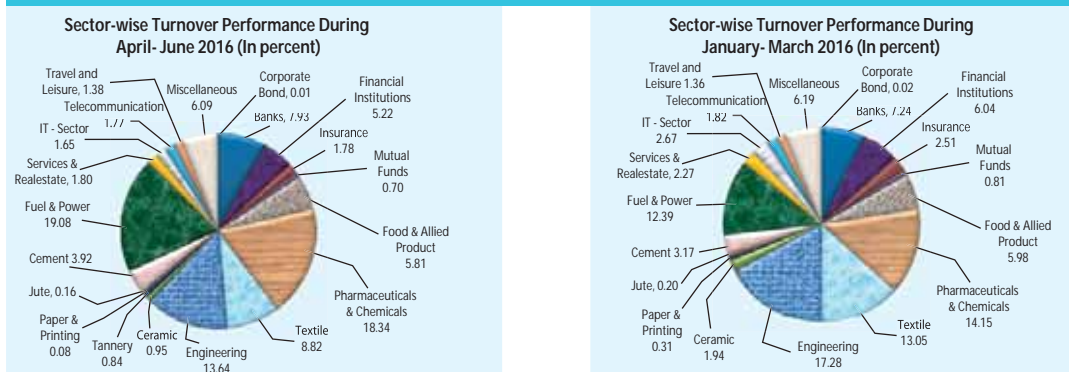 Sector-wise Turnover Performance During
April- June 2016 (In percent)
Travel and
Leisure, 1.38
Miscellaneous
6.09
Corporate
Bond, 0.01
Financial
Institutions
5.22
Telecommunication
1.77
Banks, 7.93
IT - Sector
1.65
Insurance
1.78
Services &
Realestate, 1.80
Mutual
Funds
0.70
Fuel & Power
19.08
Food & Allied
Product
5.81
Cement 3.92
Jute, 0.16
Pharmaceuticals
& Chemicals
18.34
Paper &
Printing
0.08
Tannery
0.84
Ceramic
0.95
Engineering
13.64
Textile
8.82
Sector-wise Turnover Performance During
January- March 2016 (In percent)
Travel and
Leisure 1.36
Miscellaneous
6.19
Corporate
Bond, 0.02
Financial
Institutions
6.04
Telecommunication
1.82
Banks, 7.24
IT - Sector
2.67
Insurance
2.51
Services &
Realestate, 2.27
Mutual
Funds
0.81
Fuel & Power
12.39
Food & Allied
Product
5.98
Cement 3.17
Jute, 0.20
Pharmaceuticals
& Chemicals
14.15
Paper &
Printing
0.31
Ceramic
1.94
Engineering
17.28
Textile
13.05